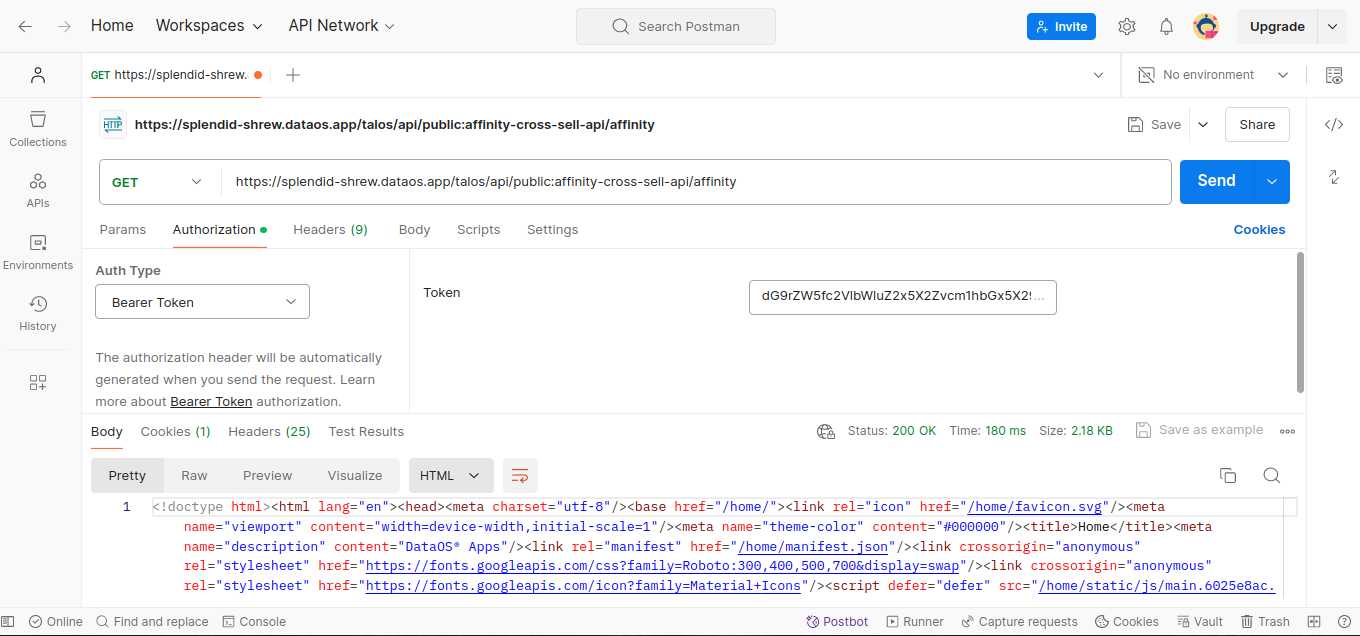 Home Workspaces API Network Search Postman Invite Upgrade
GET https://splendid-shrew. No environment
HTTP https://splendid-shrew.dataos.app/talos/api/public:affinity-cross-sell-api/affinity Save Share </>
GET https://splendid-shrew.dataos.app/talos/api/public:affinity-cross-sell-api/affinity Send
Collections
APIs
Environments
History
Params Authorization Headers (9) Body Scripts Settings Cookies
Auth Type
Bearer Token
Token
The authorization header will be automatically
generated when you send the request. Learn
more about Bearer Token authorization.
Body Cookies (1) Headers (25) Test Results Status: 200 OK Time: 180 ms Size: 2.18 KB Save as example
Pretty Raw Preview Visualize HTML
1 <!doctype html><html lang="en"><head><meta charset="utf-8"/><base href="/home/"><link rel="icon" href="/home/favicon.svg"/><meta
name="viewport" content="width=device-width,initial-scale=1"/><meta name="theme-color" content="#000000"/><title>Home</title><meta
name="description" content="DataOS® Apps"/><link rel="manifest" href="/home/manifest.json"/><link crossorigin="anonymous"
rel="stylesheet" href="https://fonts.googleapis.com/css?family=Roboto:300,400,500,700&display=swap"/><link crossorigin="anonymous"
rel="stylesheet" href="https://fonts.googleapis.com/icon?family=Material+Icons"/><script defer="defer" src="/home/static/js/main.6025e8ac.
Online Find and replace Console Postbot Runner Capture requests Cookies Vault Trash